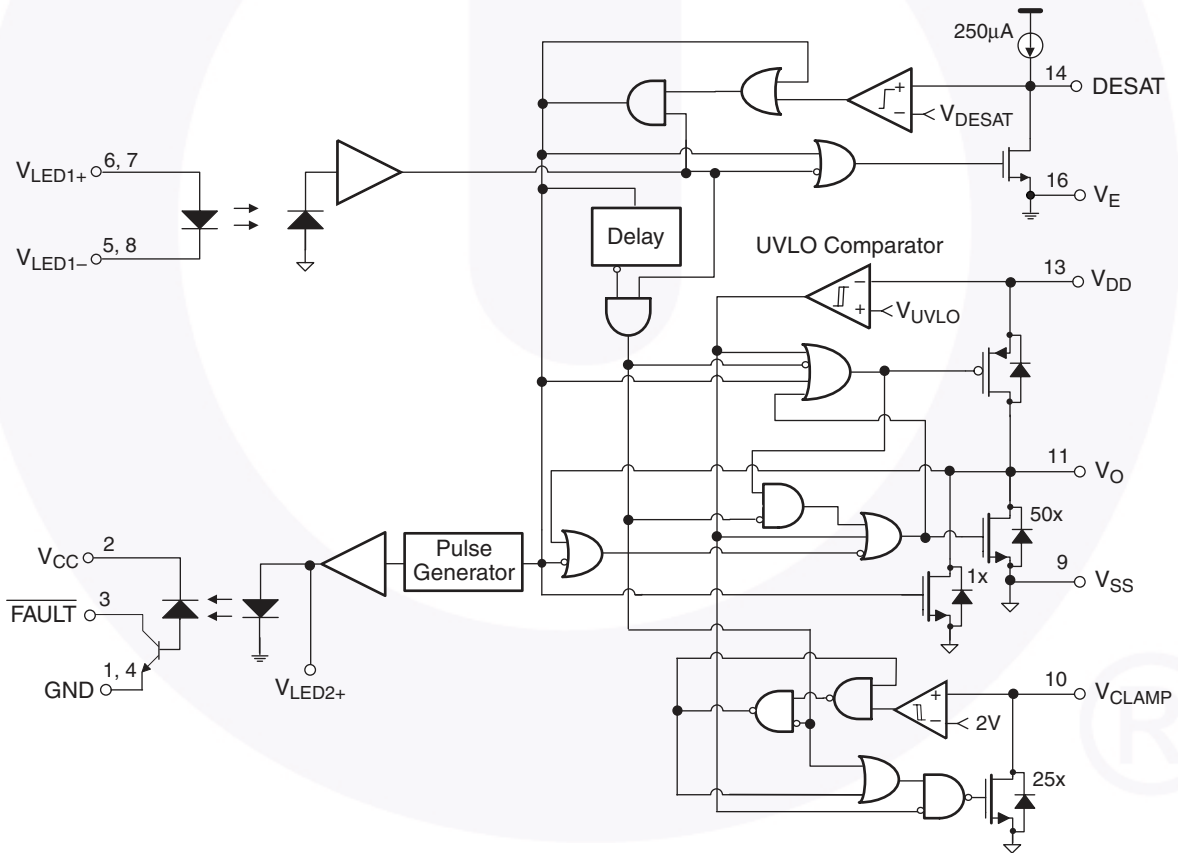 250μA
14 DESAT
VDESAT
6, 7
VLED1+
16 VE
5, 8
VLED1–
Delay
UVLO Comparator
13 VDD
VUVLO
11 VO
50x
2
VCC
Pulse
Generator
9 VSS
1x
3
FAULT
1, 4
GND
VLED2+
10 VCLAMP
2V
25x
R